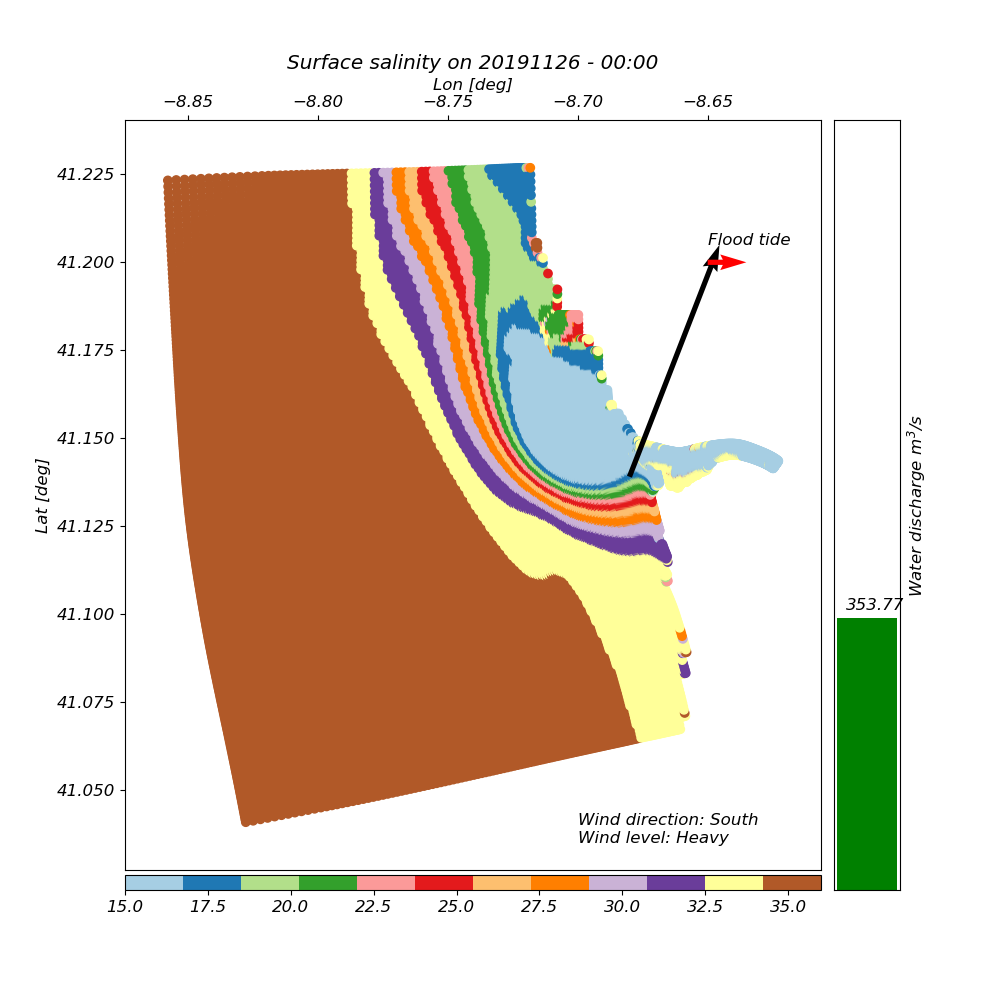 Surface salinity on 20191126 - 00:00
Lon [deg]
−8.85 −8.80 −8.75 −8.70 −8.65
41.225
41.200
41.175
41.150
41.125
41.100
41.075
41.050
Lat [deg]
Flood tide
Wind direction: South
Wind level: Heavy
15.0 17.5 20.0 22.5 25.0 27.5 30.0 32.5 35.0
353.77
Water discharge m³/s